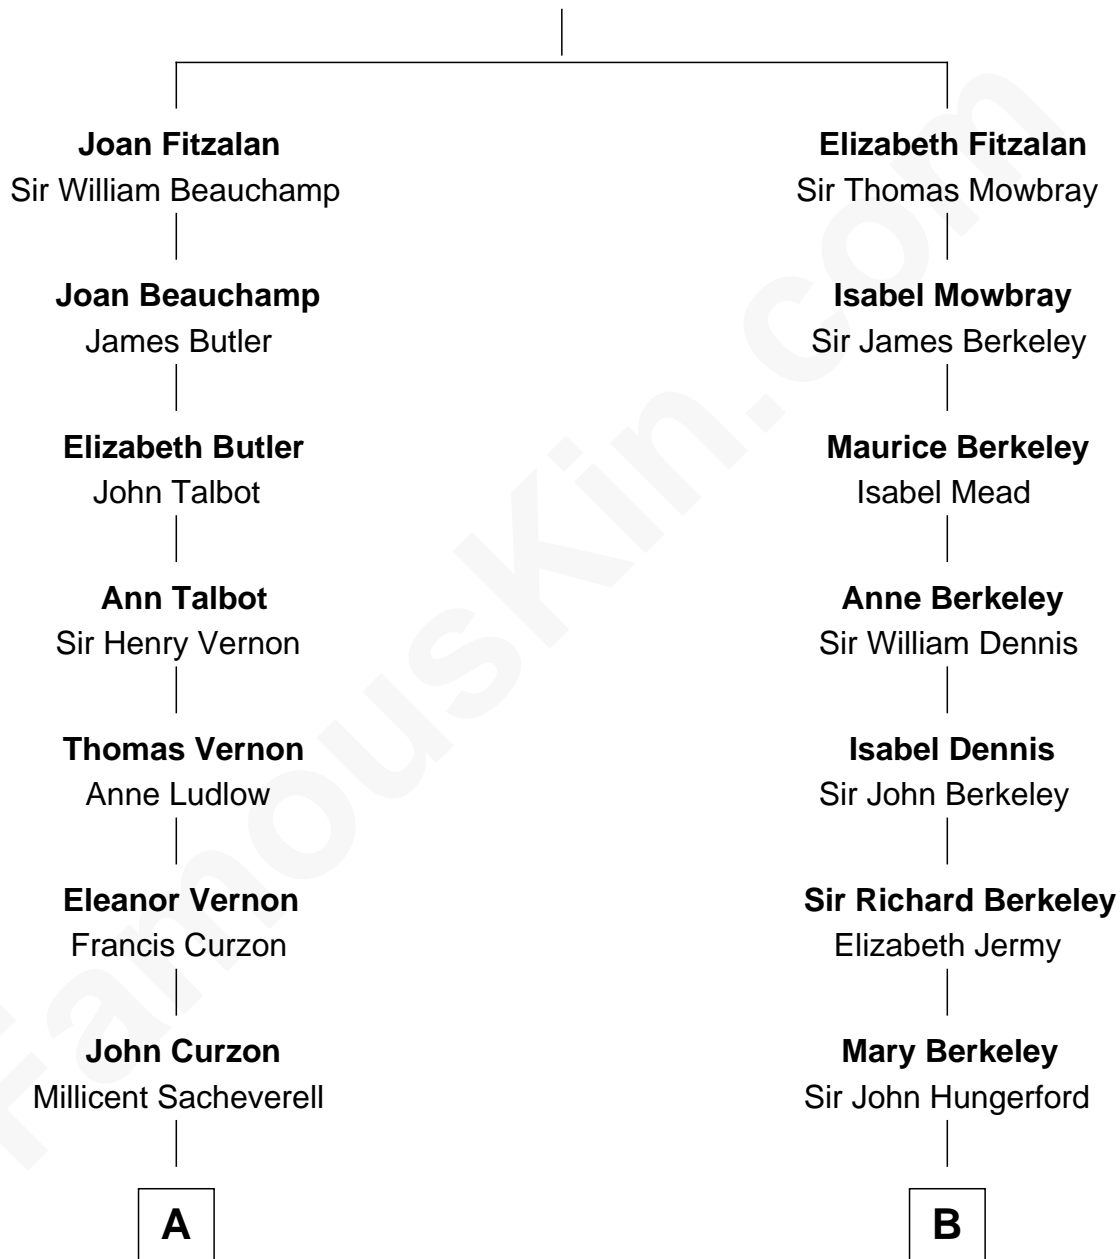 Joan Fitzalan
Sir William Beauchamp
Joan Beauchamp
James Butler
Elizabeth Butler
John Talbot
Ann Talbot
Sir Henry Vernon
Thomas Vernon
Anne Ludlow
Eleanor Vernon
Francis Curzon
John Curzon
Millicent Sacheverell
A
Elizabeth Fitzalan
Sir Thomas Mowbray
Isabel Mowbray
Sir James Berkeley
Maurice Berkeley
Isabel Mead
Anne Berkeley
Sir William Dennis
Isabel Dennis
Sir John Berkeley
Sir Richard Berkeley
Elizabeth Jermy
Mary Berkeley
Sir John Hungerford
B
FamousKin.com